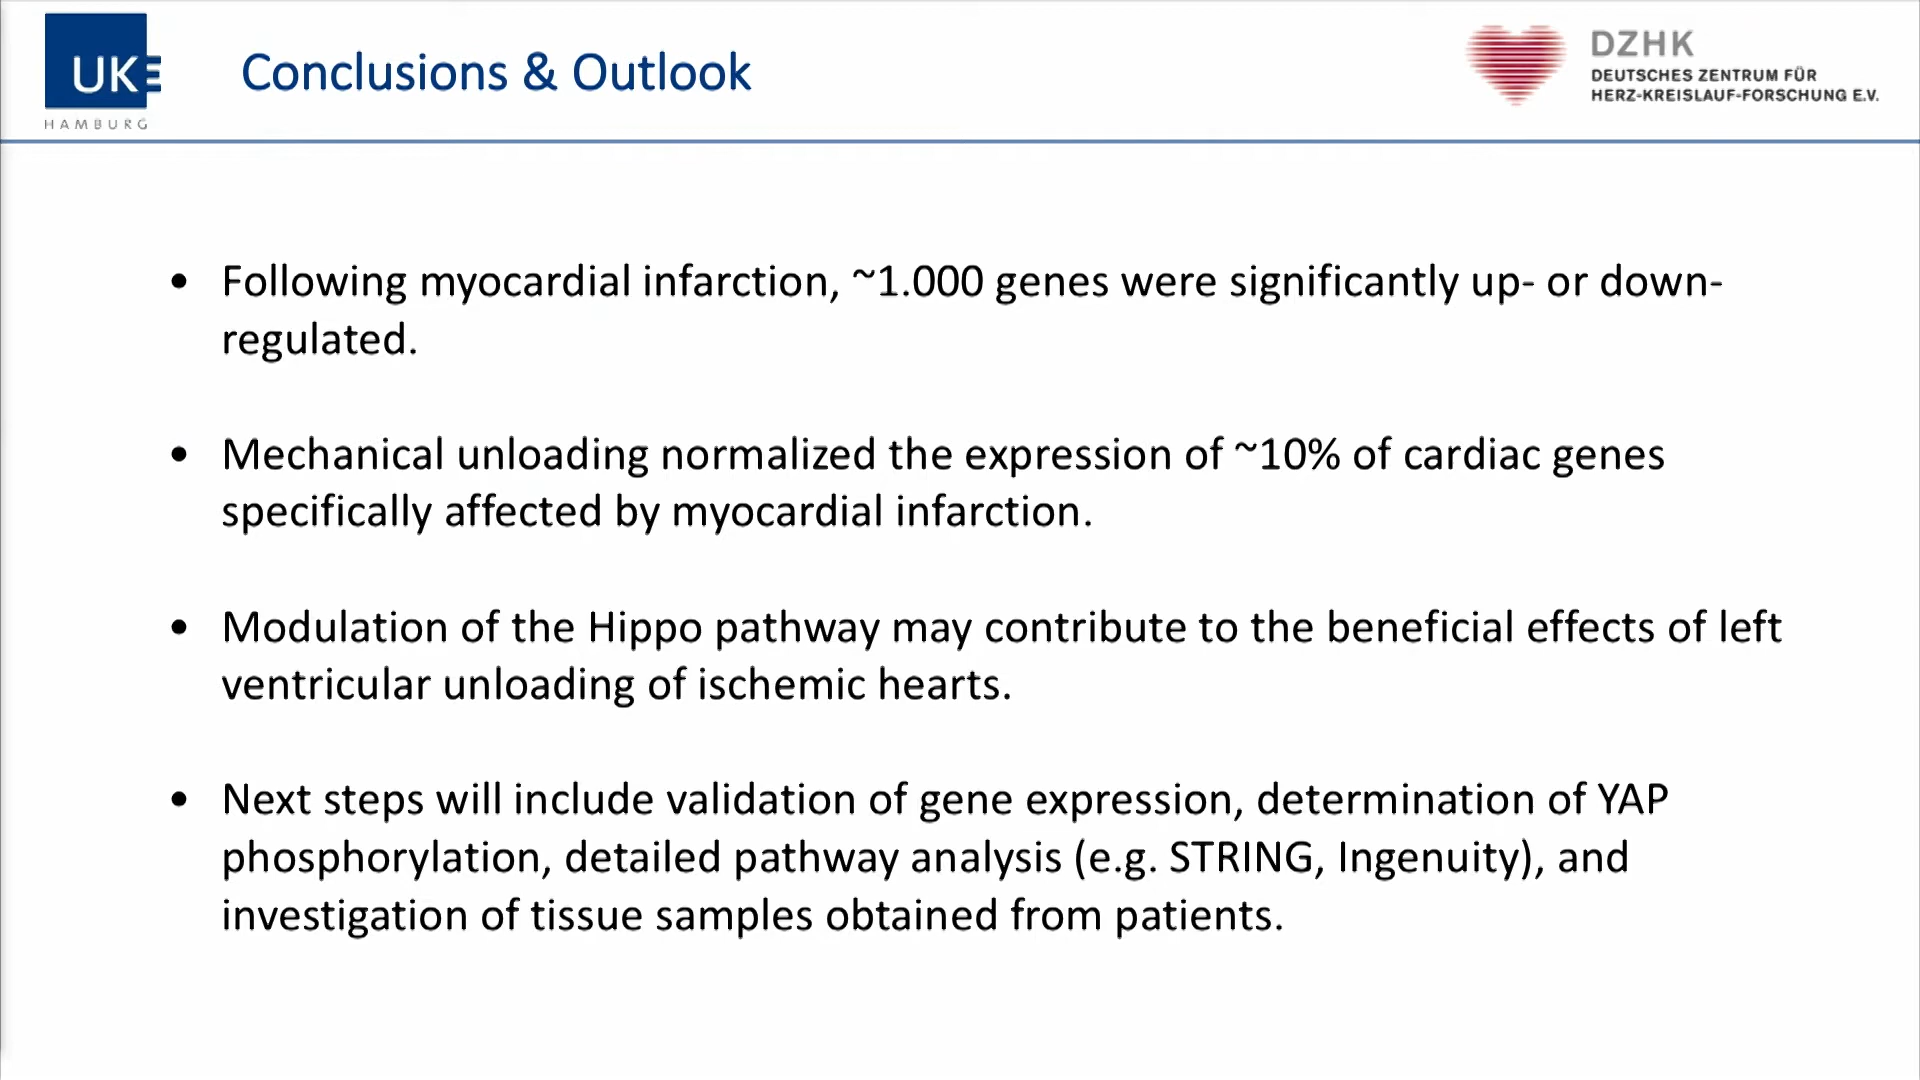 UKE
HAMBURG
Conclusions & Outlook
DZHK
DEUTSCHES ZENTRUM FÜR
HERZ-KREISLAUF-FORSCHUNG E.V.
• Following myocardial infarction, ~1.000 genes were significantly up- or down-
regulated.
• Mechanical unloading normalized the expression of ~10% of cardiac genes
specifically affected by myocardial infarction.
• Modulation of the Hippo pathway may contribute to the beneficial effects of left
ventricular unloading of ischemic hearts.
• Next steps will include validation of gene expression, determination of YAP
phosphorylation, detailed pathway analysis (e.g. STRING, Ingenuity), and
investigation of tissue samples obtained from patients.